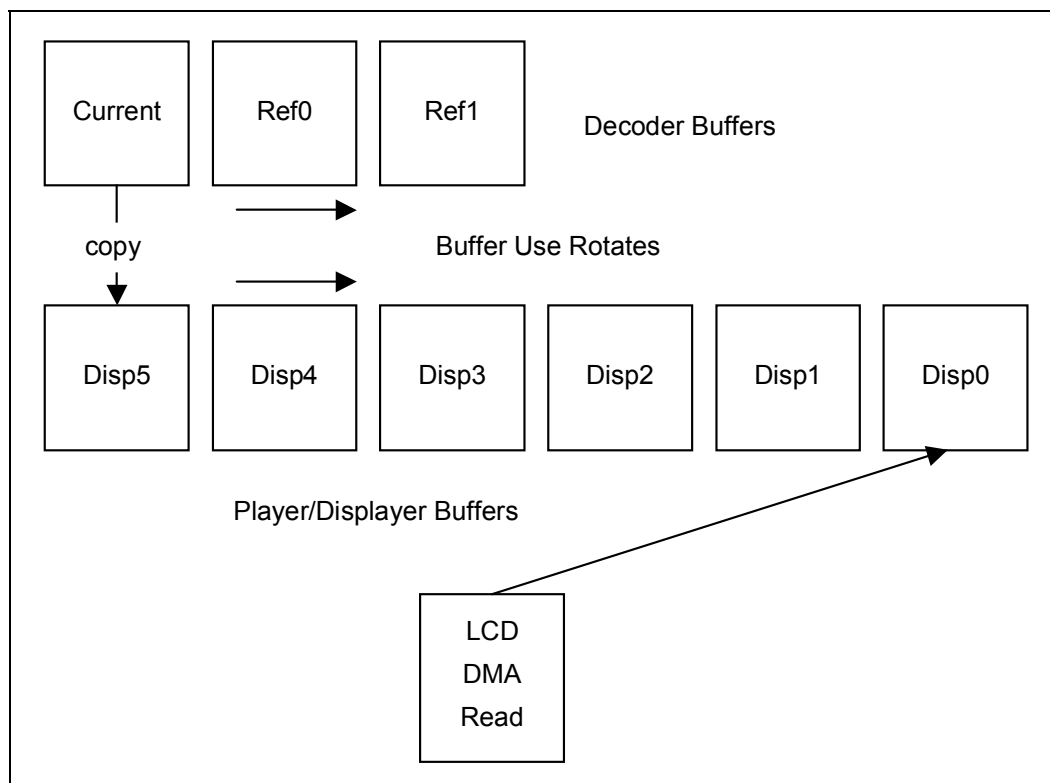 Current Ref0 Ref1
Decoder Buffers
copy
Buffer Use Rotates
Disp5 Disp4 Disp3 Disp2 Disp1 Disp0
Player/Displayer Buffers
LCD
DMA
Read